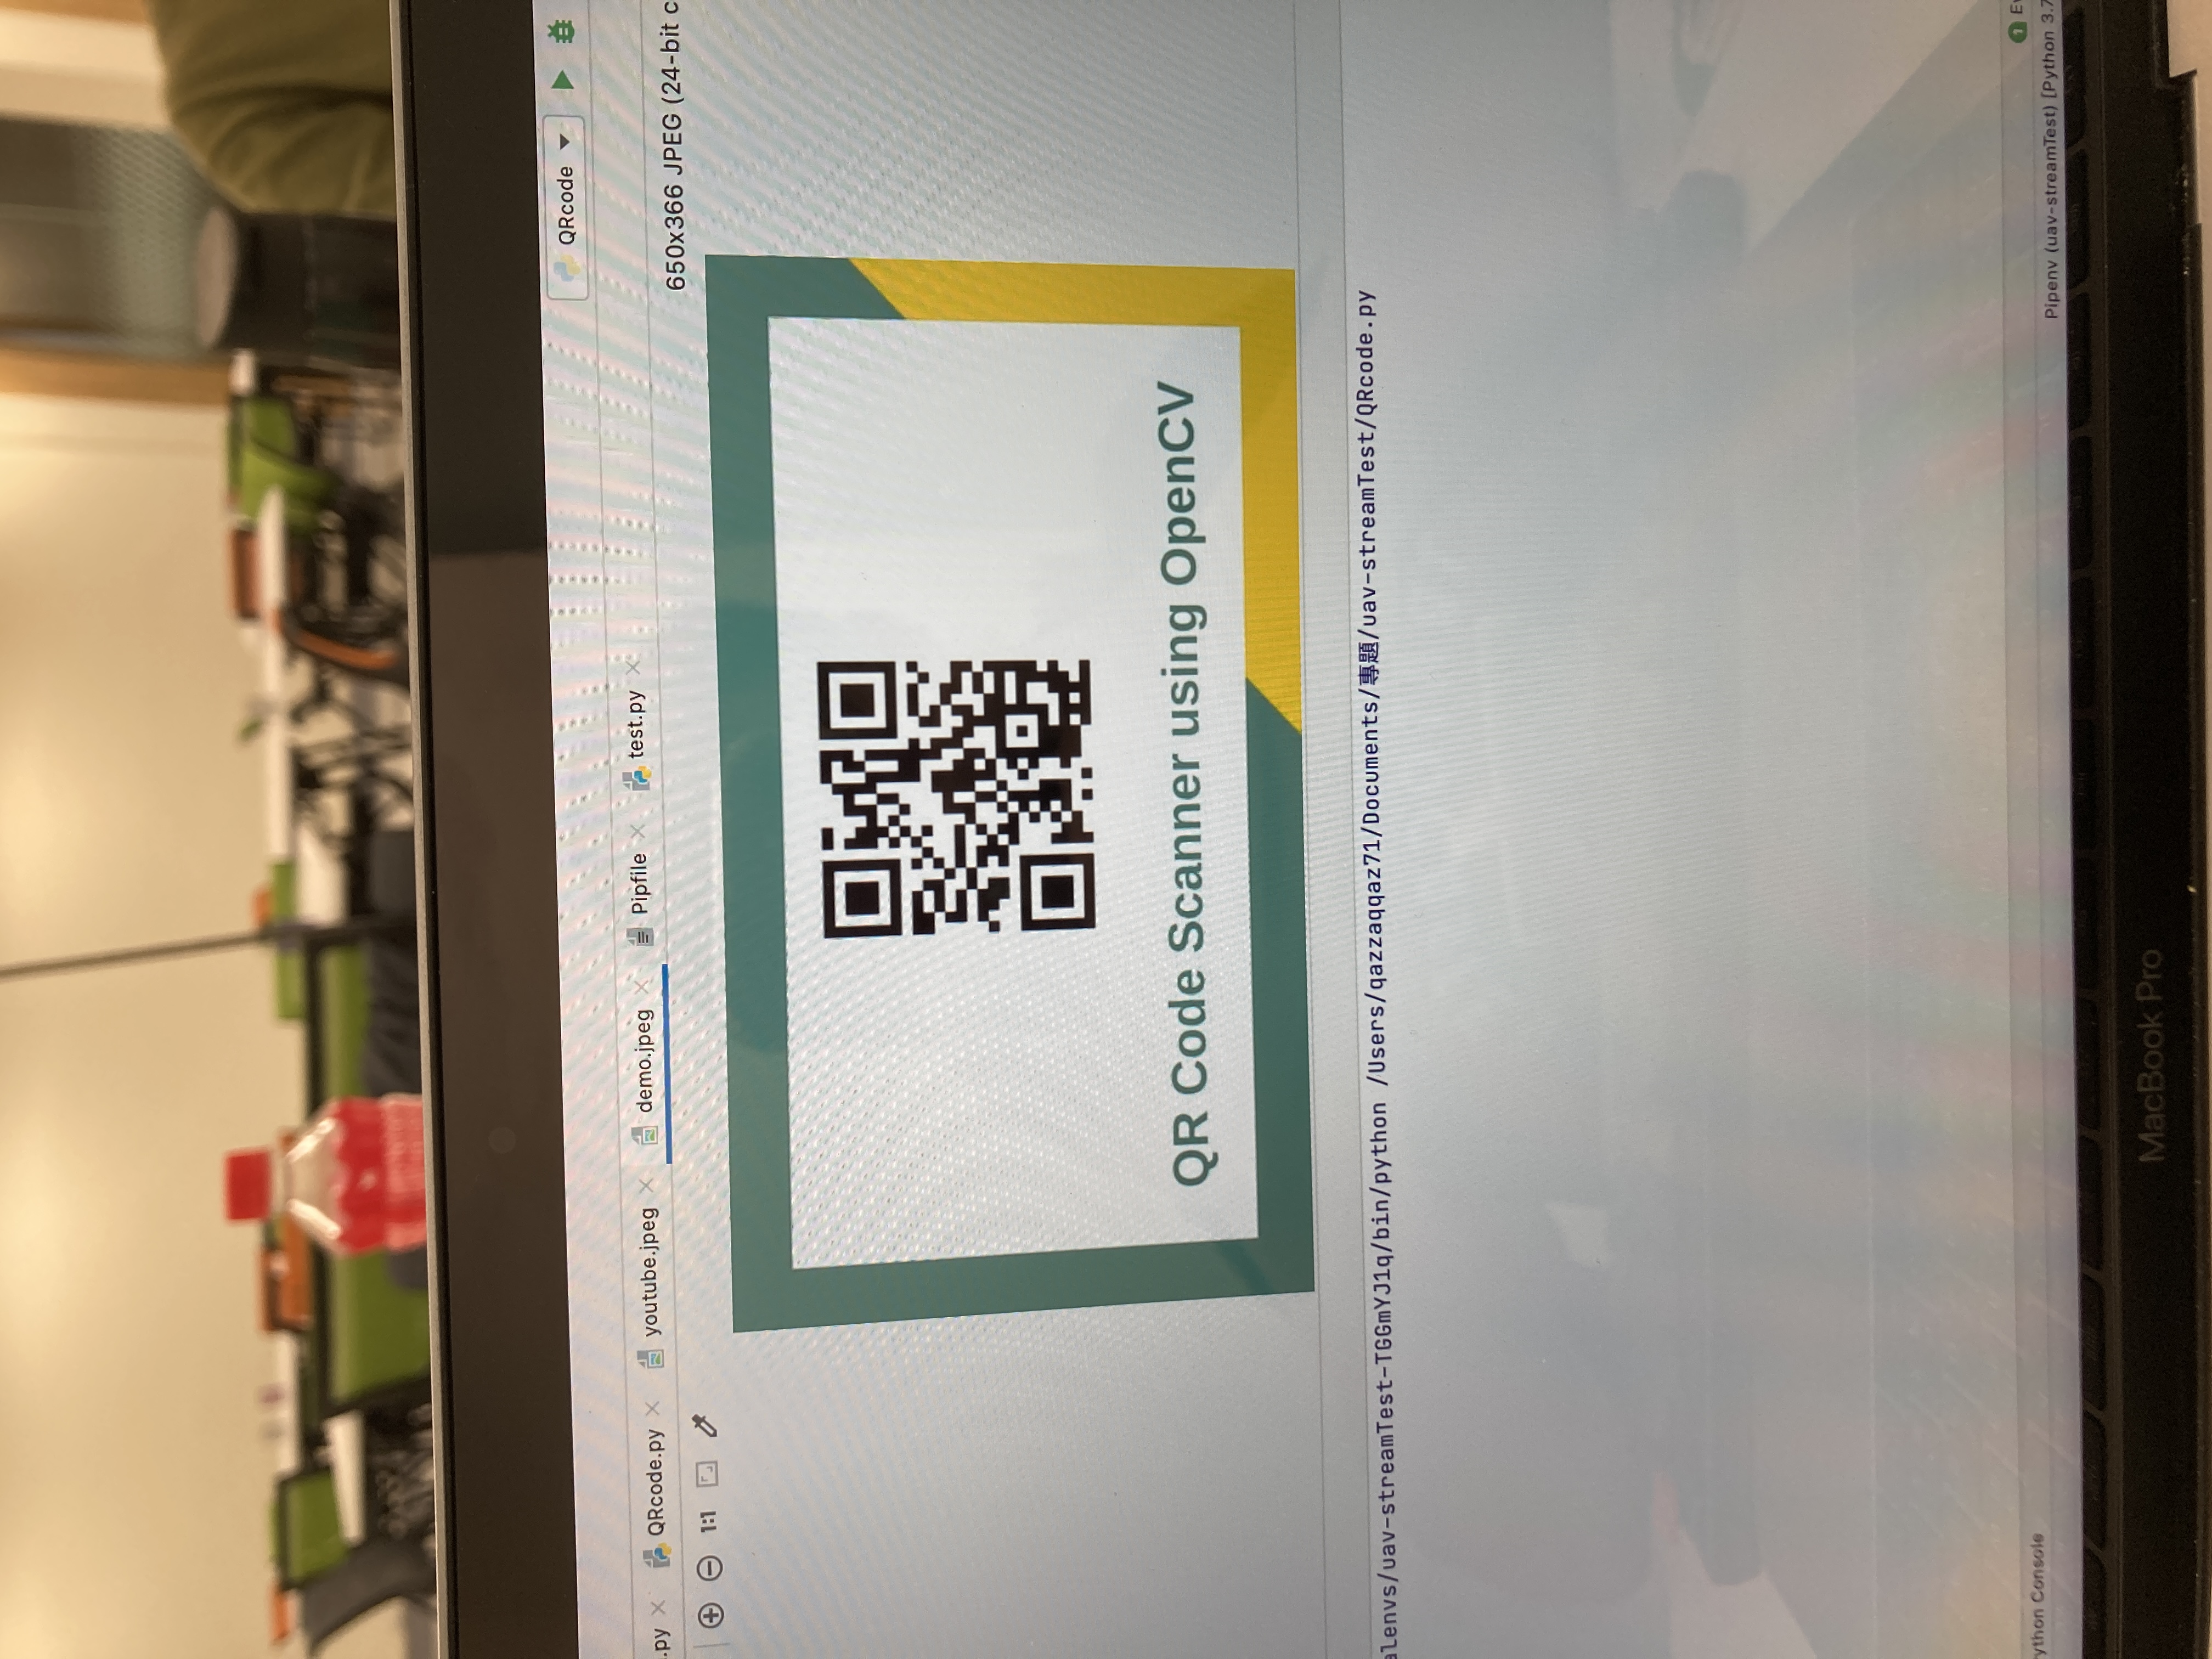 QRcode
.py
QRcode.py
youtube.jpeg
demo.jpeg
Pipfile
test.py
1:1
650x366 JPEG (24-bit c
QR Code Scanner using OpenCV
alenvs/uav-streamTest-TGGmYJ1q/bin/python /Users/qazzaqqaz71/Documents/專題/uav-streamTest/QRcode.py
1 Ev
ython Console
Pipenv (uav-streamTest) [Python 3.7
MacBook Pro